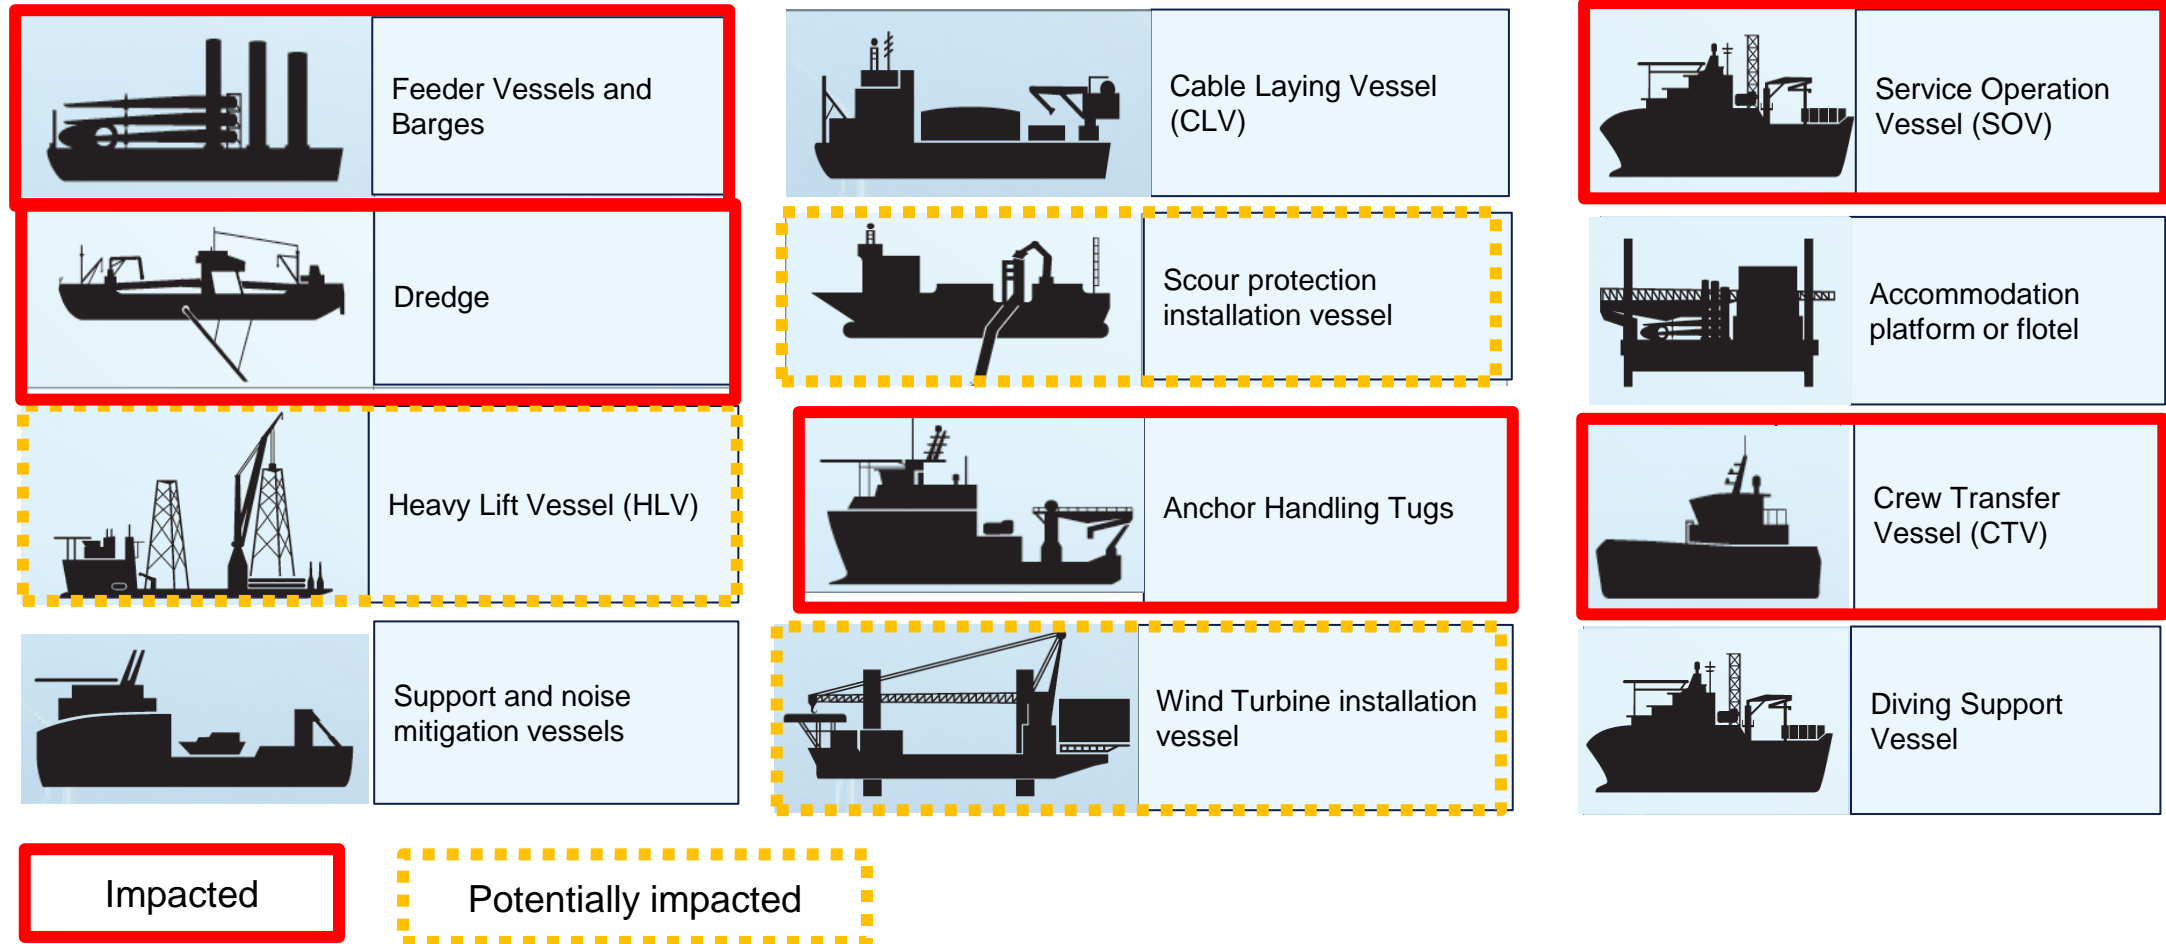 Feeder Vessels and
Barges
Cable Laying Vessel
(CLV)
Service Operation
Vessel (SOV)
Dredge
Scour protection
installation vessel
Accommodation
platform or flotel
Heavy Lift Vessel (HLV)
Anchor Handling Tugs
Crew Transfer
Vessel (CTV)
Support and noise
mitigation vessels
Wind Turbine installation
vessel
Diving Support
Vessel
Impacted
Potentially impacted